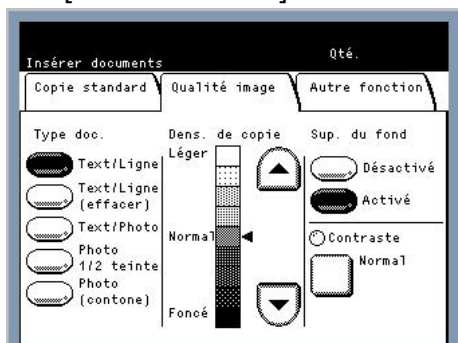 Qté.
Insérer documents
Copie standard
Qualité image
Autre fonction
Type doc.
Text/Ligne
Text/Ligne
(effacer)
Text/Photo
Photo
1/2 teinte
Photo
(contone)
Dens. de copie
Léger
Normal
Foncé
Sup. du fond
Désactivé
Activé
Contraste
Normal